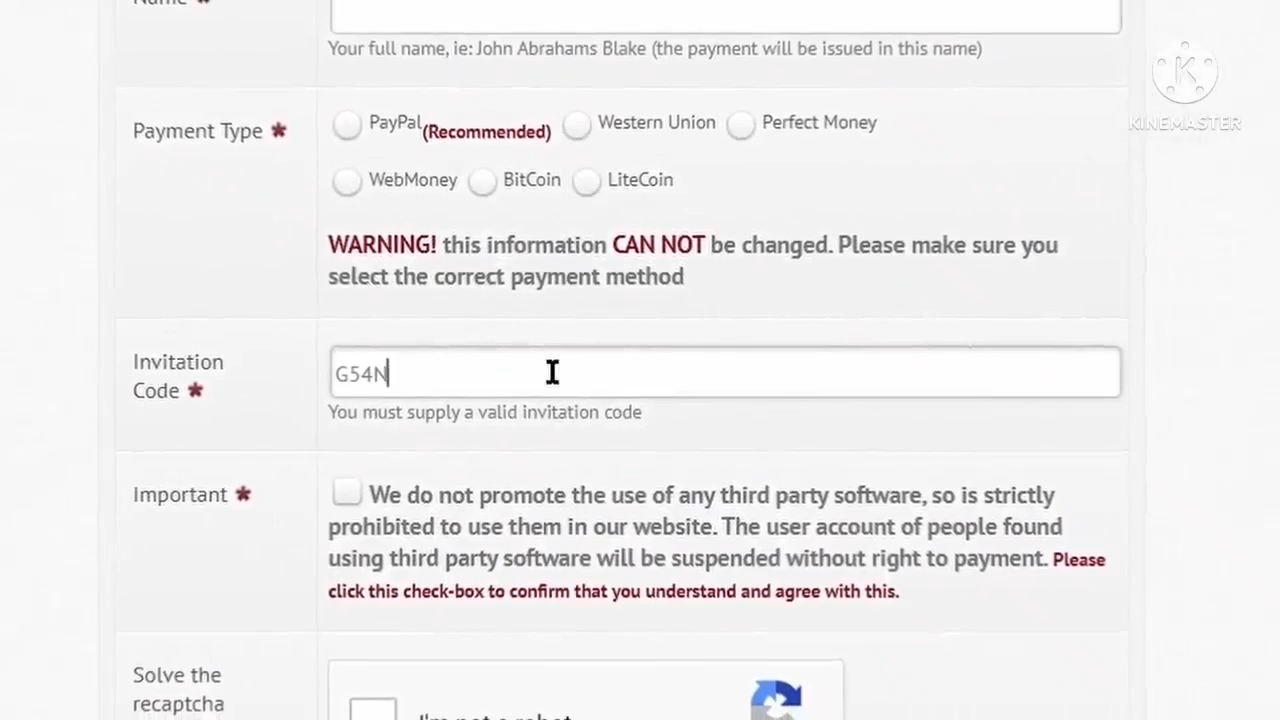 Name *
Your full name, ie: John Abrahams Blake (the payment will be issued in this name)
Payment Type *
PayPal (Recommended) Western Union Perfect Money
WebMoney BitCoin LiteCoin
WARNING! this information CAN NOT be changed. Please make sure you
select the correct payment method
Invitation
Code *
G54N
You must supply a valid invitation code
Important *
We do not promote the use of any third party software, so is strictly
prohibited to use them in our website. The user account of people found
using third party software will be suspended without right to payment. Please
click this check-box to confirm that you understand and agree with this.
Solve the
recaptcha
I'm not a robot
KINEMASTER